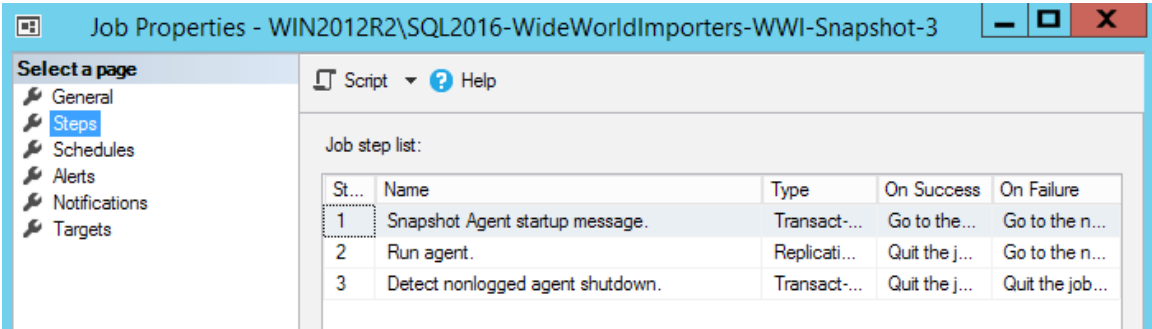 Job Properties - WIN2012R2\SQL2016-WideWorldImporters-WWI-Snapshot-3
Select a page
General
Steps
Schedules
Alerts
Notifications
Targets
Script Help
Job step list:
St... Name Type On Success On Failure
1 Snapshot Agent startup message. Transact-... Go to the... Go to the n...
2 Run agent. Replicati... Quit the j... Go to the n...
3 Detect nonlogged agent shutdown. Transact-... Quit the j... Quit the job...